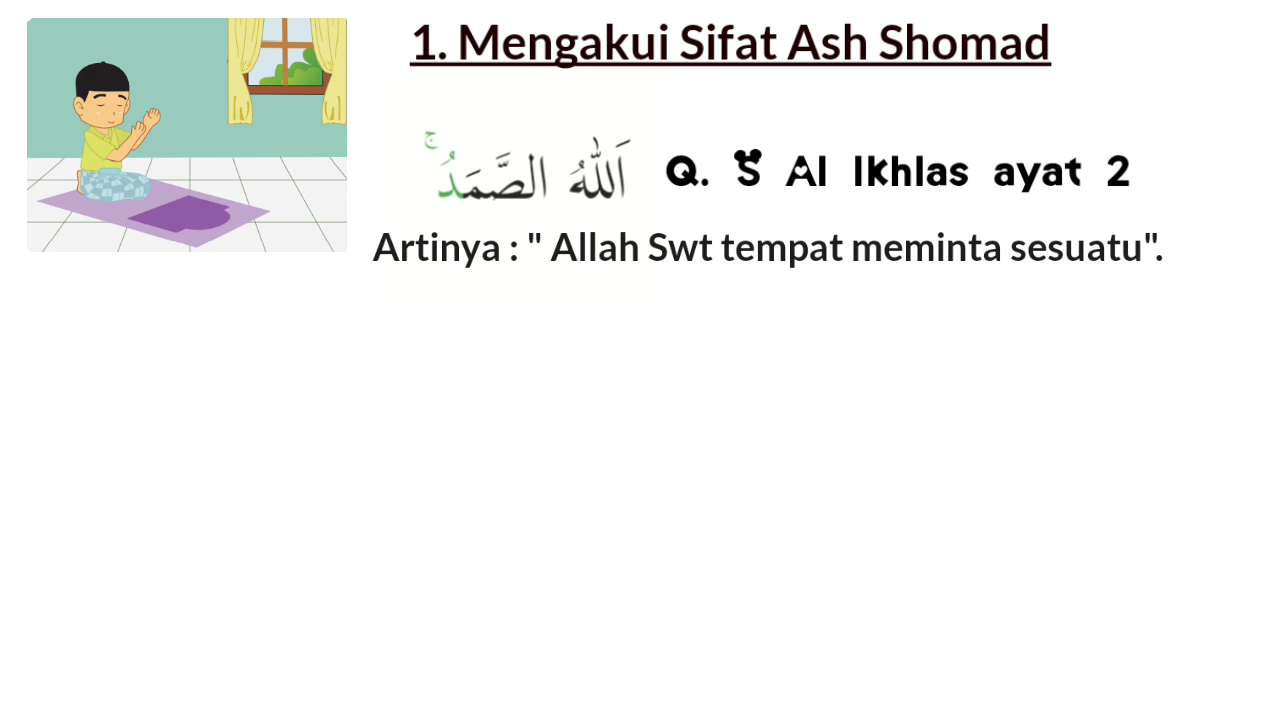 1. Mengakui Sifat Ash Shomad
اَللّٰهُ الصَّمَدُ ۚ Q. S Al Ikhlas ayat 2
Artinya : " Allah Swt tempat meminta sesuatu".